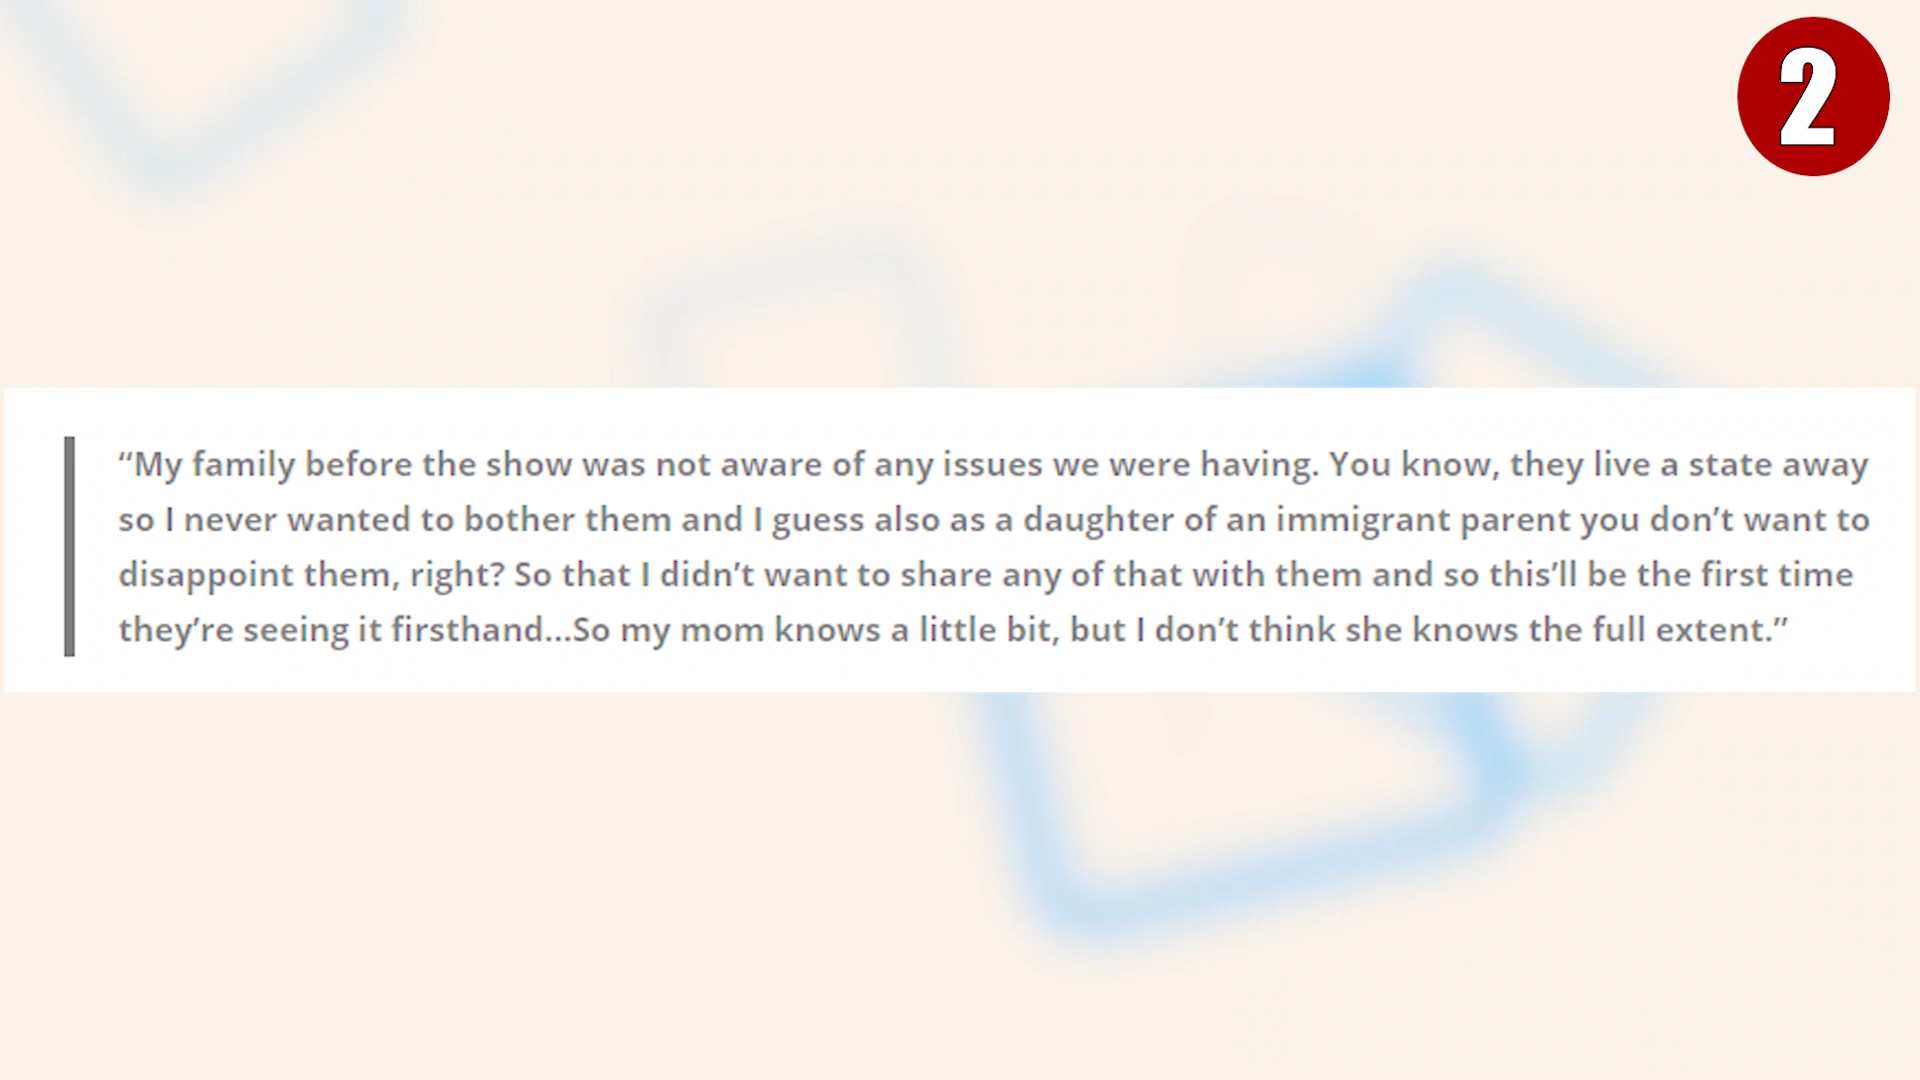 2
“My family before the show was not aware of any issues we were having. You know, they live a state away
so I never wanted to bother them and I guess also as a daughter of an immigrant parent you don’t want to
disappoint them, right? So that I didn’t want to share any of that with them and so this’ll be the first time
they’re seeing it firsthand...So my mom knows a little bit, but I don’t think she knows the full extent.”